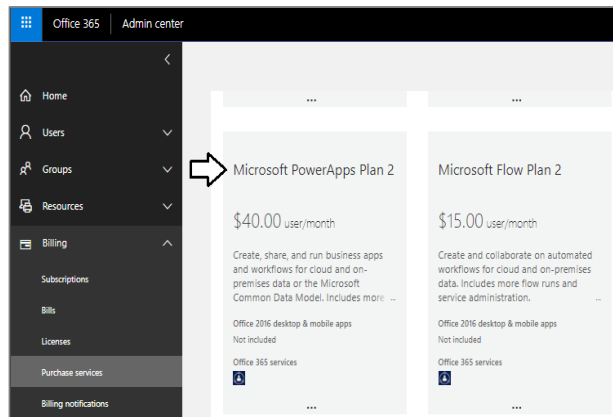 Office 365 Admin center
Home
Users
Groups
Resources
Billing
Subscriptions
Bills
Licenses
Purchase services
Billing notifications
...
...
Microsoft PowerApps Plan 2
$40.00 user/month
Create, share, and run business apps
and workflows for cloud and on-
premises data or the Microsoft
Common Data Model. Includes more ...
Office 2016 desktop & mobile apps
Not included
Office 365 services
...
Microsoft Flow Plan 2
$15.00 user/month
Create and collaborate on automated
workflows for cloud and on-premises
data. Includes more flow runs and
service administration. ...
Office 2016 desktop & mobile apps
Not included
Office 365 services
...